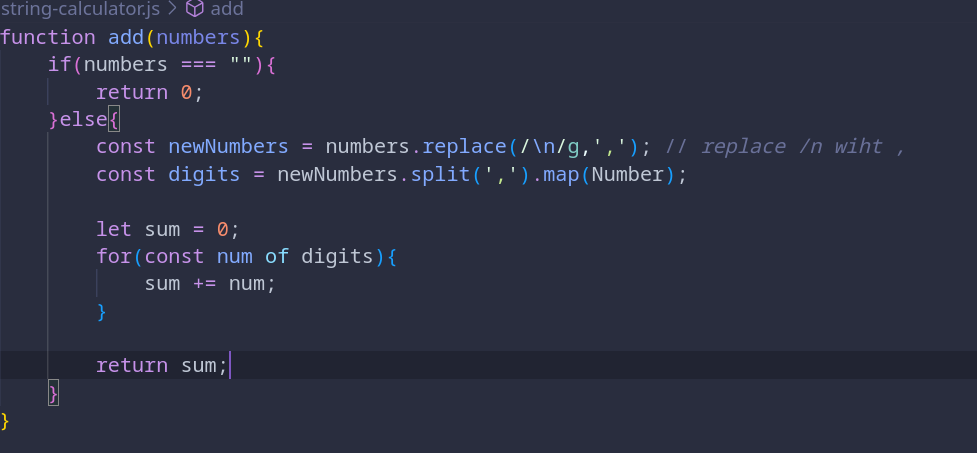 string-calculator.js > add
function add(numbers){
    if(numbers === ""){
        return 0;
    }else{
        const newNumbers = numbers.replace(/\n/g,','); // replace /n wiht ,
        const digits = newNumbers.split(',').map(Number);

        let sum = 0;
        for(const num of digits){
            sum += num;
        }

        return sum;
    }
}